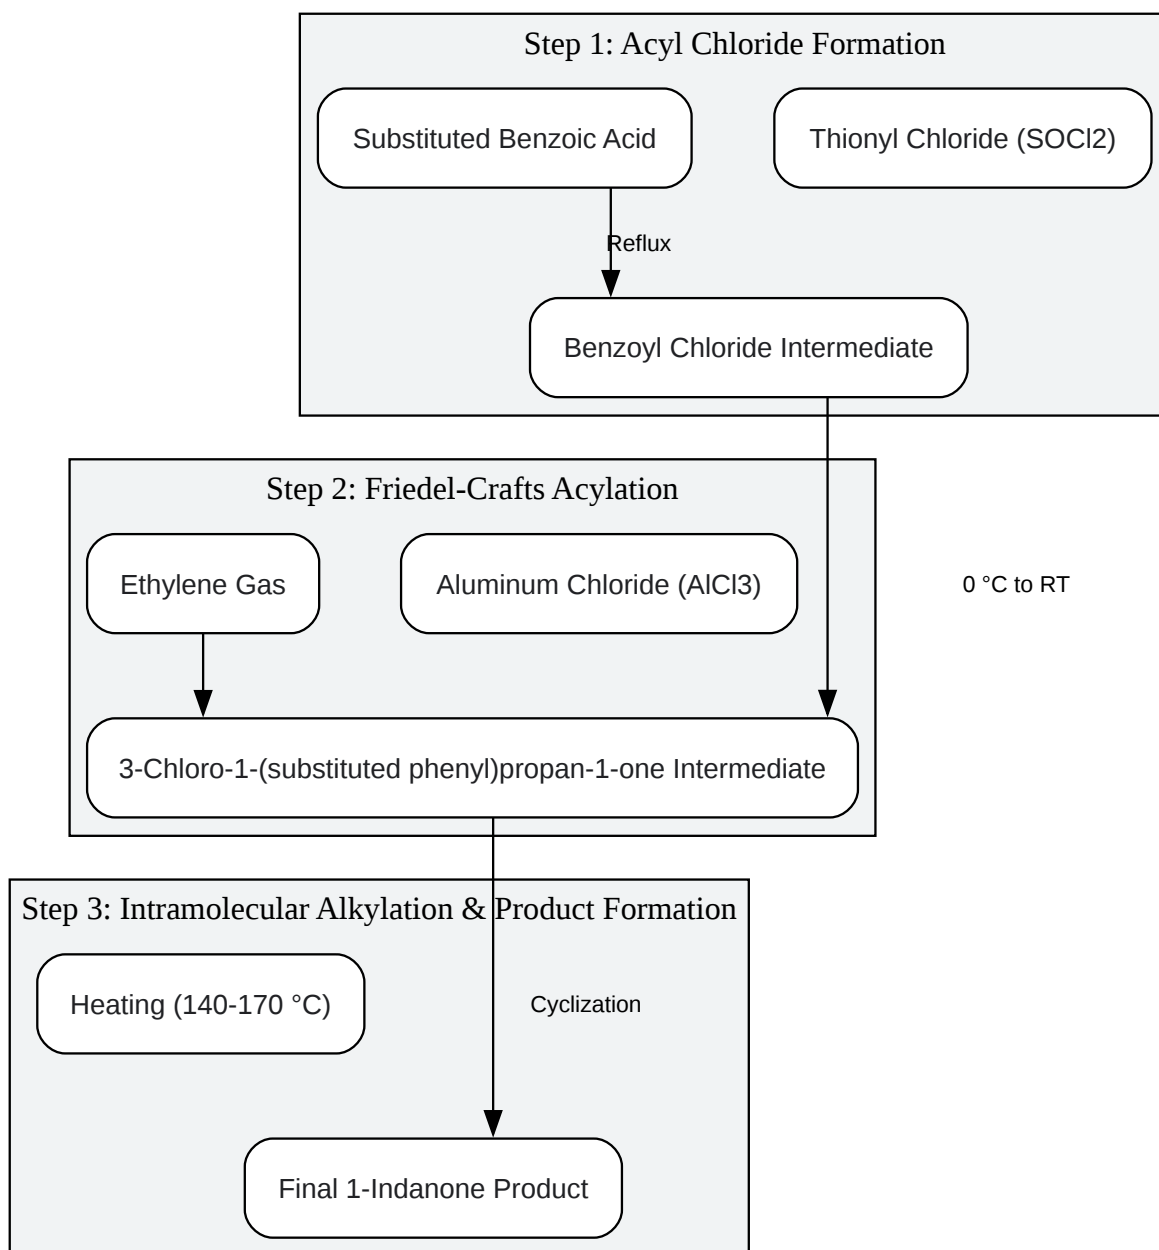 Step 1: Acyl Chloride Formation
Substituted Benzoic Acid
Thionyl Chloride (SOCl2)
Reflux
Benzoyl Chloride Intermediate
Step 2: Friedel-Crafts Acylation
Ethylene Gas
Aluminum Chloride (AlCl3)
0 °C to RT
3-Chloro-1-(substituted phenyl)propan-1-one Intermediate
Step 3: Intramolecular Alkylation & Product Formation
Heating (140-170 °C)
Cyclization
Final 1-Indanone Product